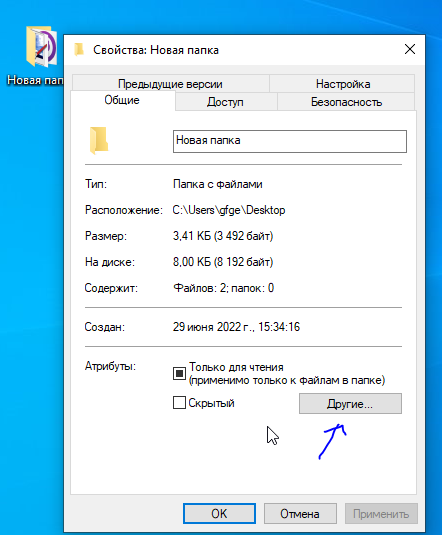 Новая пап
Свойства: Новая папка
Предыдущие версии Настройка
Общие Доступ Безопасность
Новая папка
Тип: Папка с файлами
Расположение: C:\Users\gfge\Desktop
Размер: 3,41 КБ (3 492 байт)
На диске: 8,00 КБ (8 192 байт)
Содержит: Файлов: 2; папок: 0
Создан: 29 июня 2022 г., 15:34:16
Атрибуты: Только для чтения
(применимо только к файлам в папке)
Скрытый Другие...
OK Отмена Применить